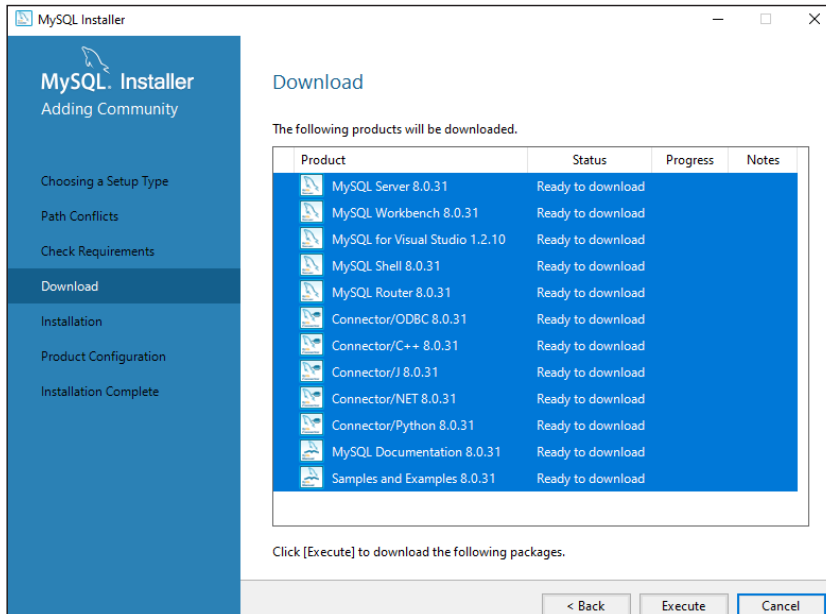 MySQL Installer
MySQL. Installer
Adding Community
Choosing a Setup Type
Path Conflicts
Check Requirements
Download
Installation
Product Configuration
Installation Complete
Download
The following products will be downloaded.
Product Status Progress Notes
MySQL Server 8.0.31 Ready to download
MySQL Workbench 8.0.31 Ready to download
MySQL for Visual Studio 1.2.10 Ready to download
MySQL Shell 8.0.31 Ready to download
MySQL Router 8.0.31 Ready to download
Connector/ODBC 8.0.31 Ready to download
Connector/C++ 8.0.31 Ready to download
Connector/J 8.0.31 Ready to download
Connector/NET 8.0.31 Ready to download
Connector/Python 8.0.31 Ready to download
MySQL Documentation 8.0.31 Ready to download
Samples and Examples 8.0.31 Ready to download
Click [Execute] to download the following packages.
< Back Execute Cancel